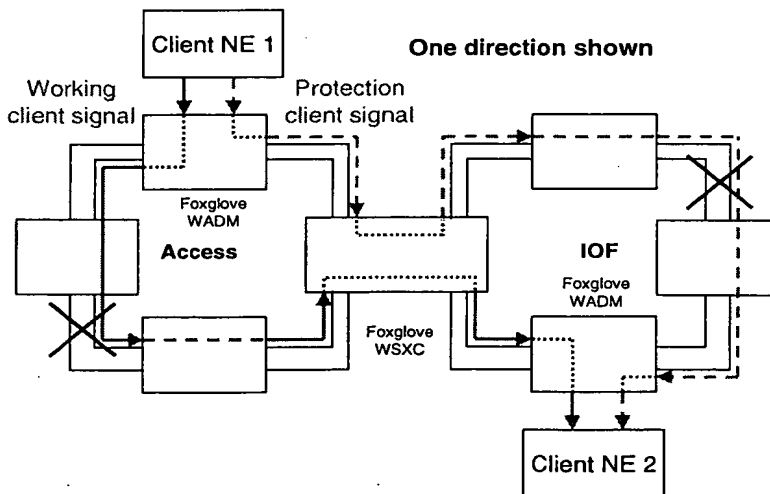 Client NE 1
One direction shown
Working
client signal
Protection
client signal
Foxglove
WADM
Access
IOF
Foxglove
WADM
Foxglove
WSXC
Client NE 2